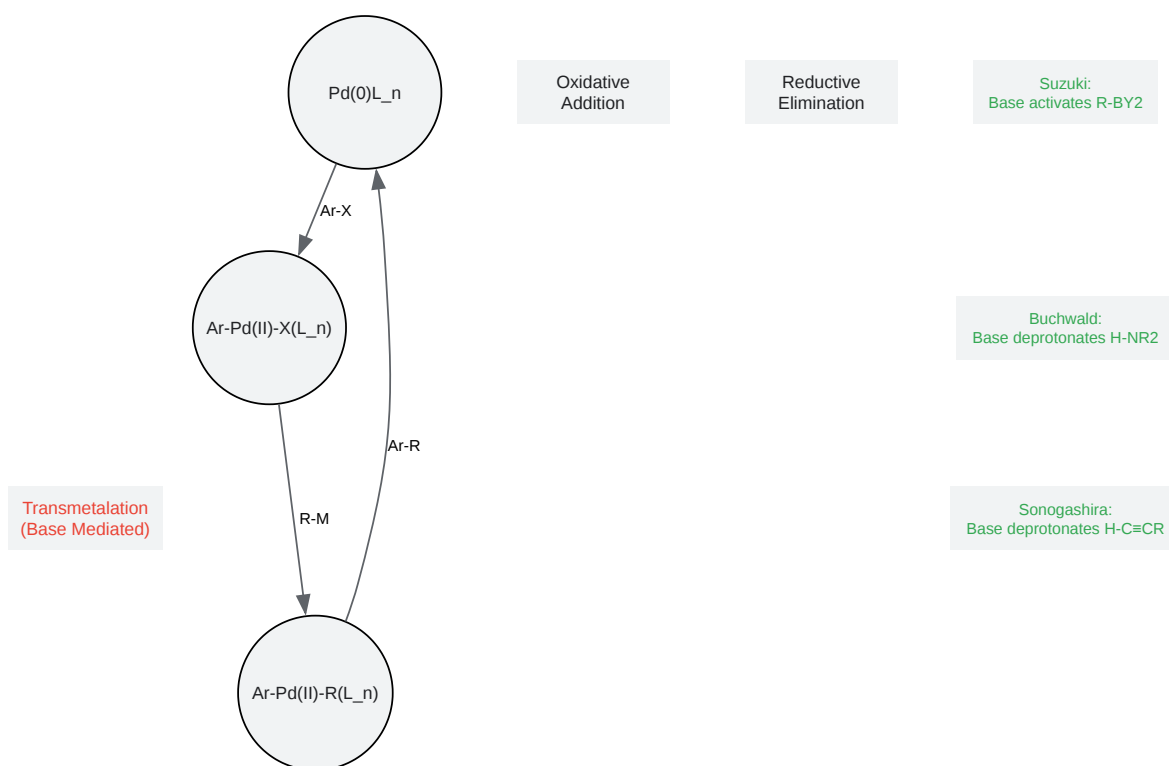 Pd(0)L_n
Oxidative
Addition
Reductive
Elimination
Suzuki:
Base activates R-BY2
Ar-X
Ar-Pd(II)-X(L_n)
Buchwald:
Base deprotonates H-NR2
Ar-R
Transmetalation
(Base Mediated)
R-M
Sonogashira:
Base deprotonates H-C≡CR
Ar-Pd(II)-R(L_n)